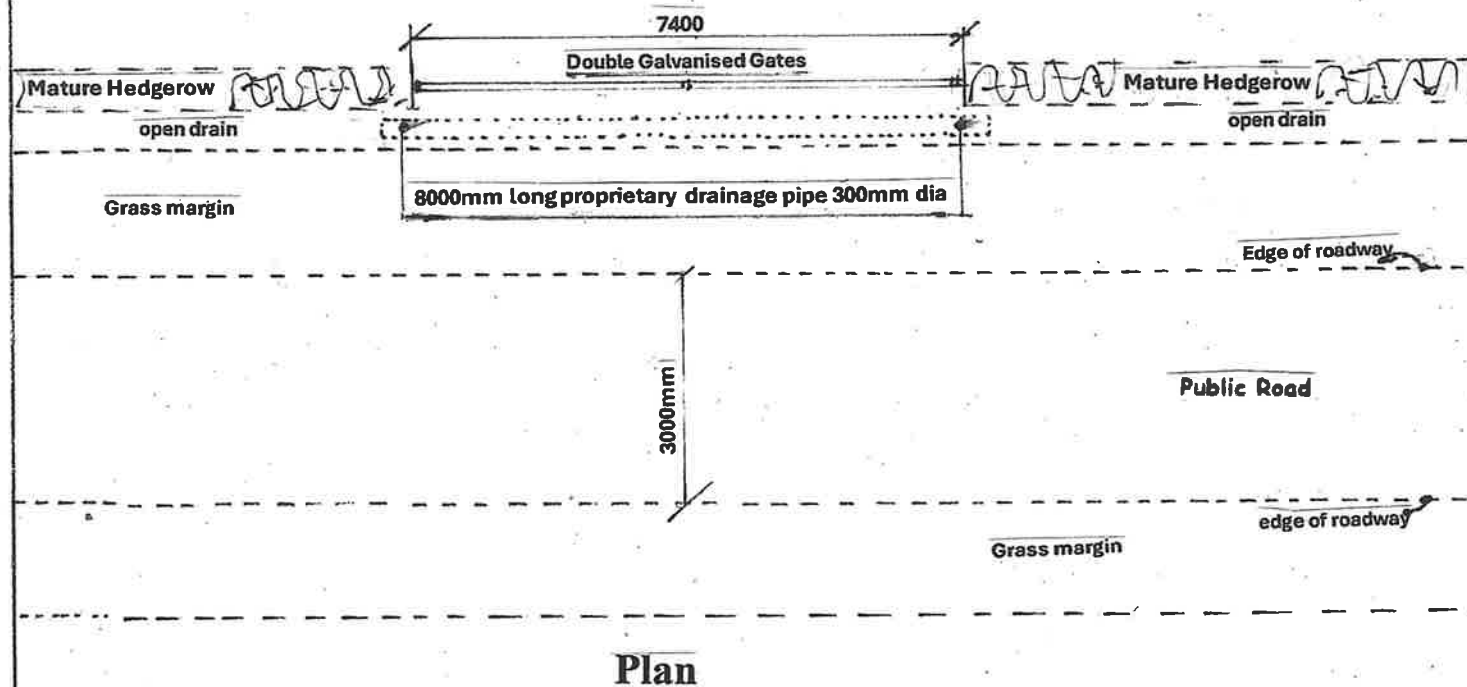 7400
Double Galvanised Gates
Mature Hedgerow
Mature Hedgerow
open drain
open drain
8000mm long proprietary drainage pipe 300mm dia
Grass margin
Edge of roadway
3000mm
Public Road
edge of roadway
Grass margin
Plan